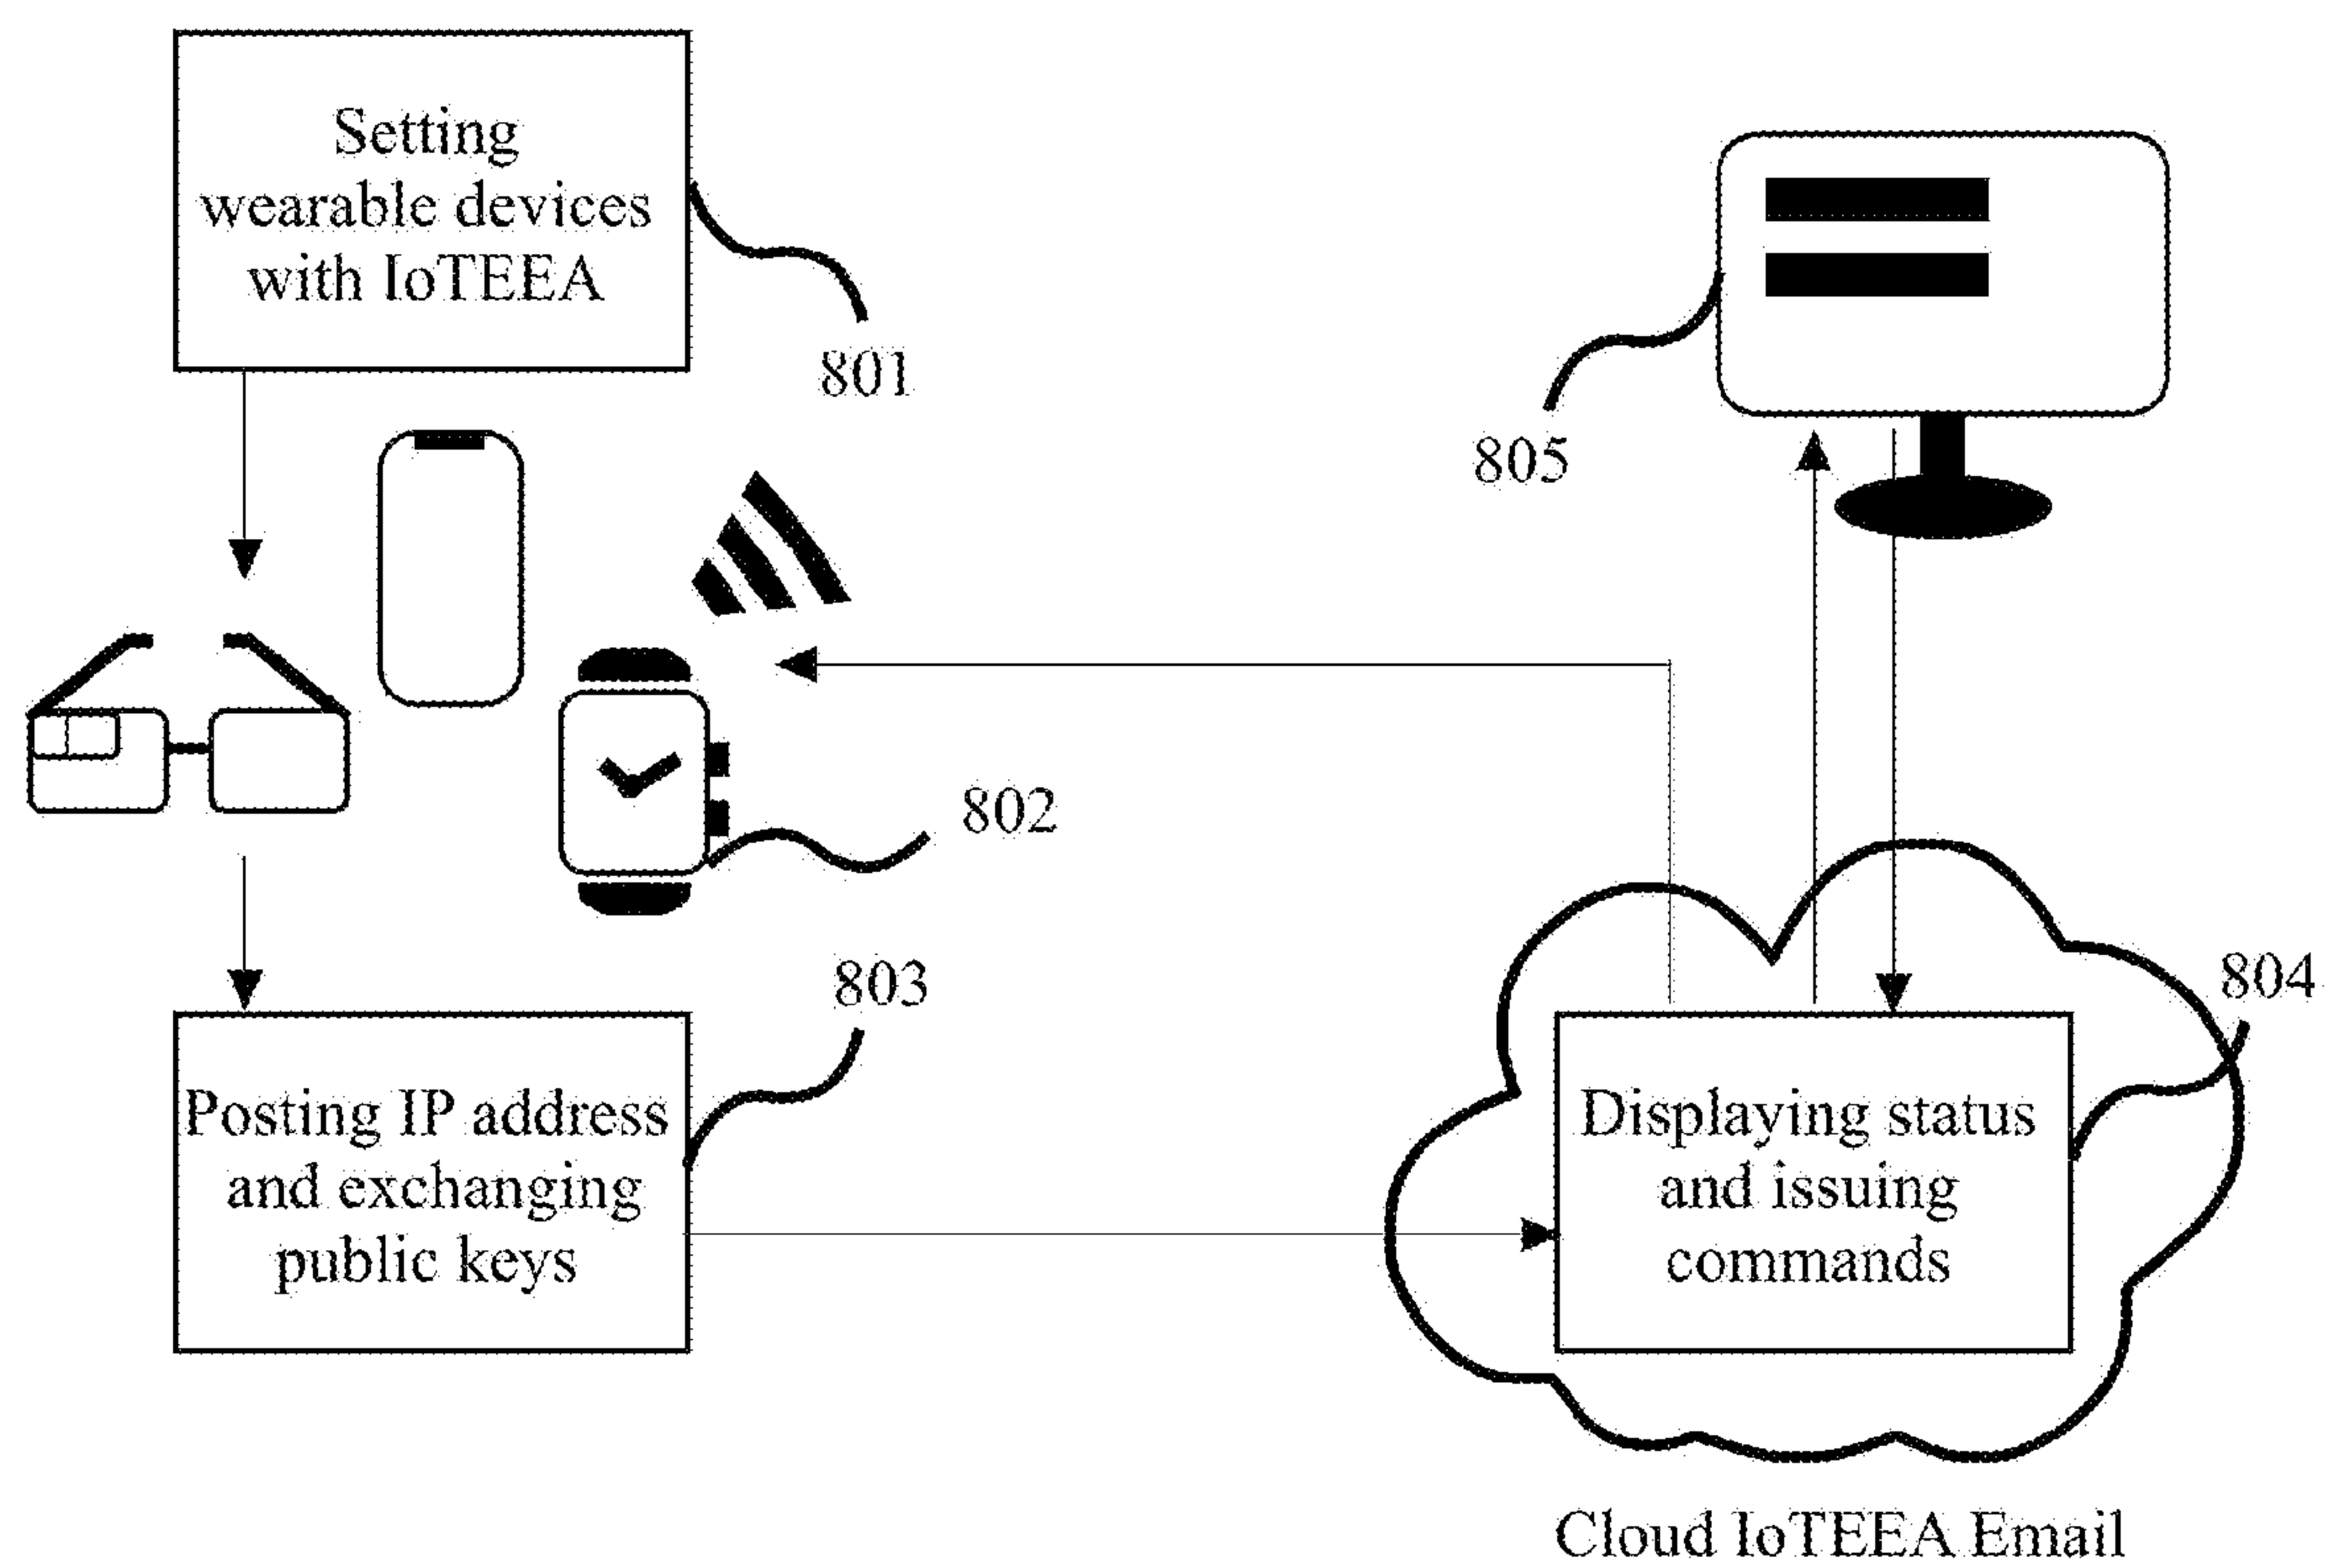 Setting
wearable devices
with IoTEEA
801
805
802
803
804
Posting IP address
and exchanging
public keys
Displaying status
and issuing
commands
Cloud IoTEEA Email